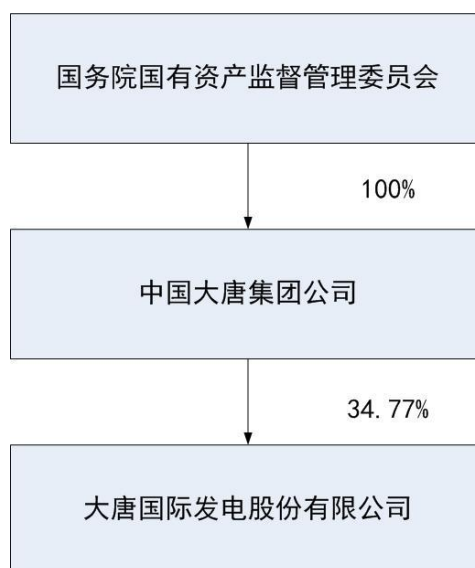 国务院国有资产监督管理委员会
100%
中国大唐集团公司
34.77%
大唐国际发电股份有限公司